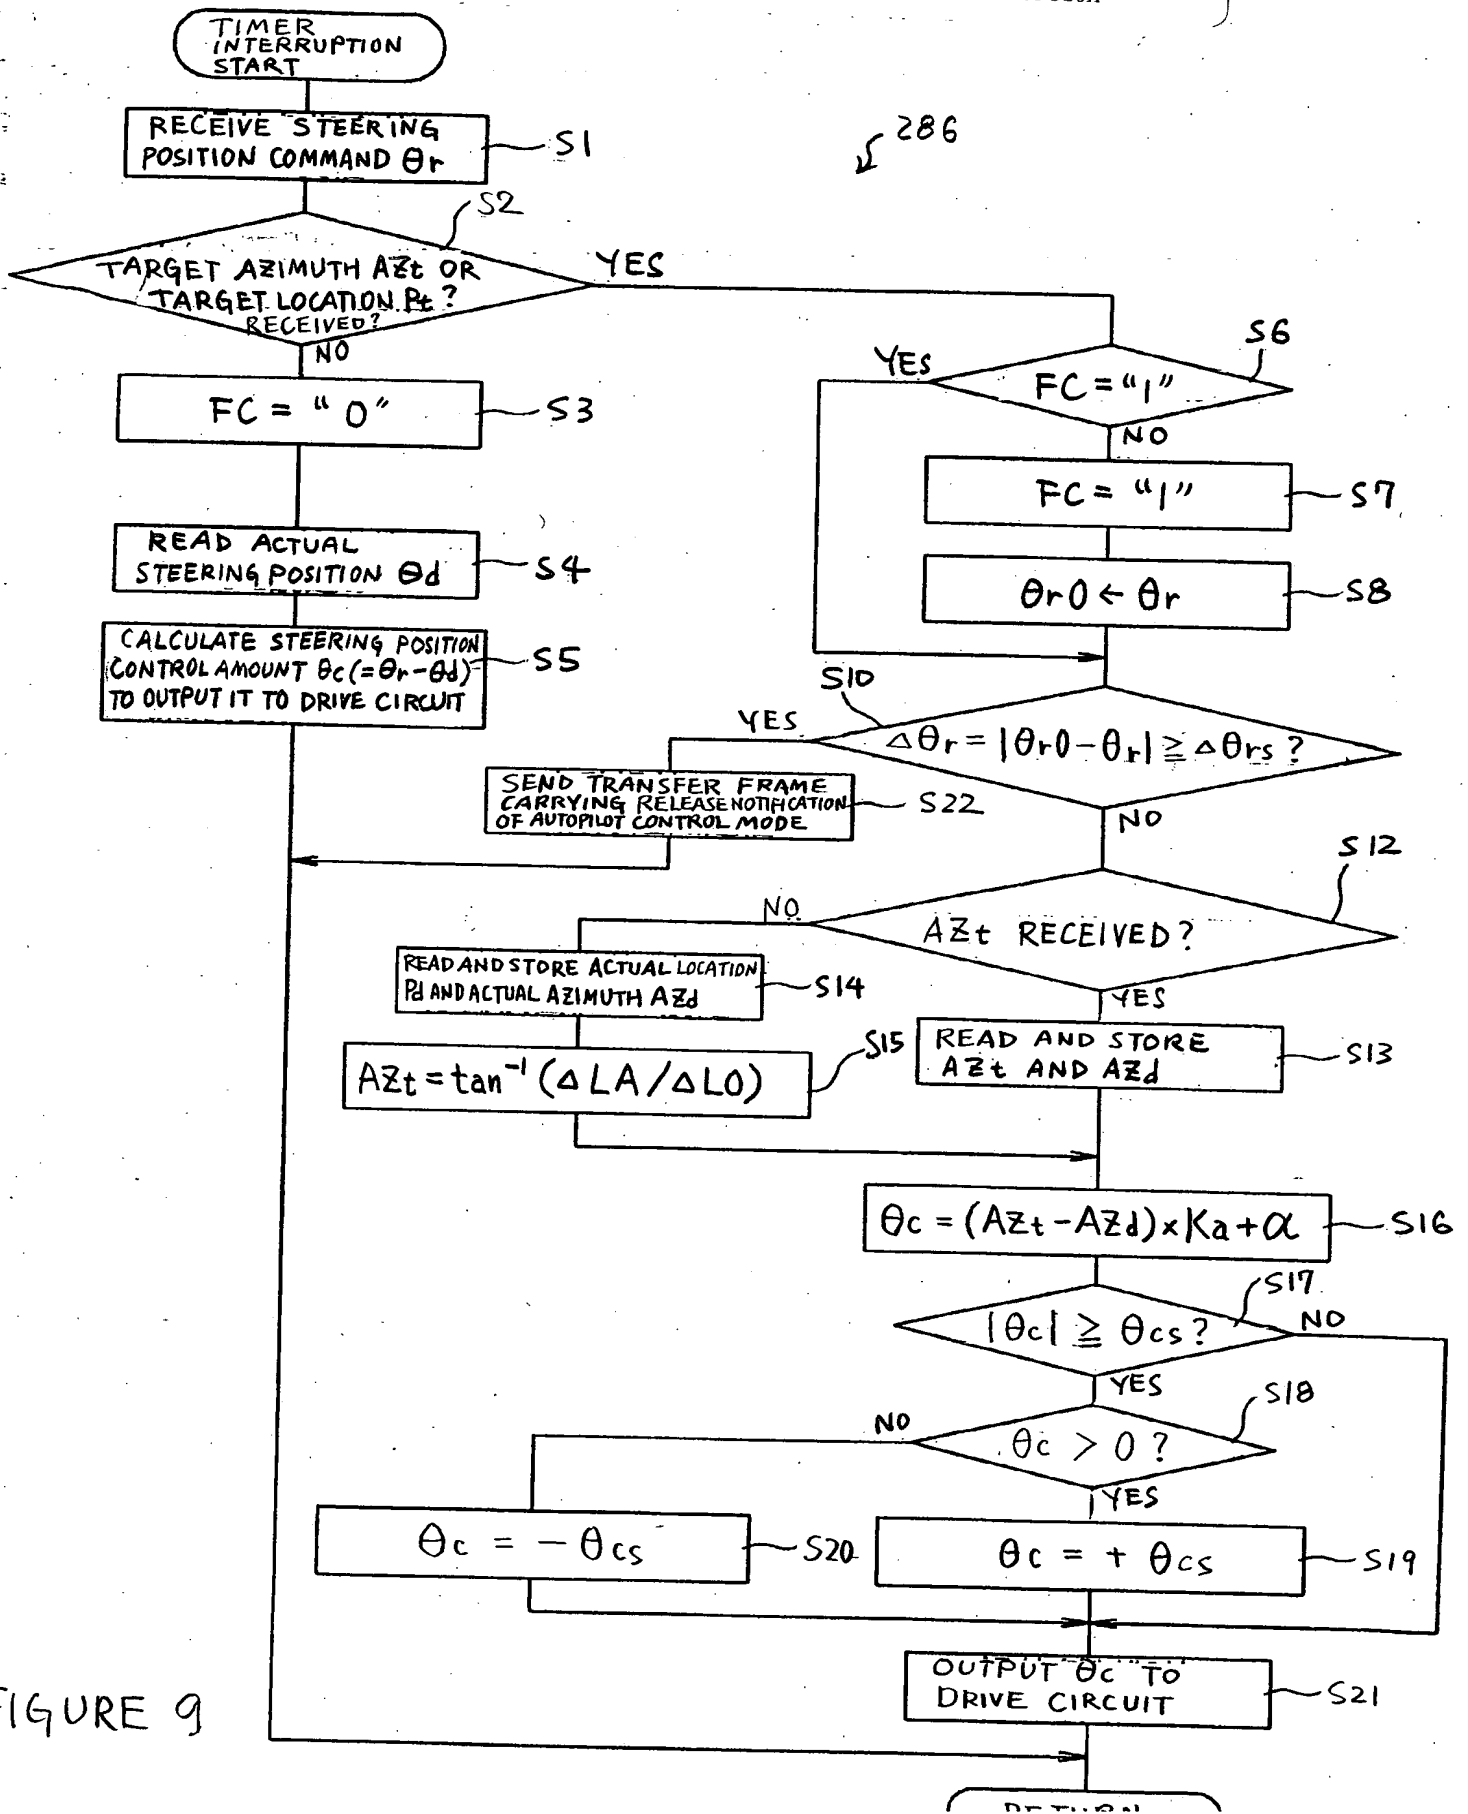 TIMER
INTERRUPTION
START
RECEIVE STEERING
POSITION COMMAND θr
S1
286
S2
TARGET AZIMUTH AZt OR
TARGET LOCATION Pt?
RECEIVED?
YES
NO
FC = "0"
S3
READ ACTUAL
STEERING POSITION θd
S4
CALCULATE STEERING POSITION
CONTROL AMOUNT θc(=θr-θd)
TO OUTPUT IT TO DRIVE CIRCUIT
S5
S6
FC = "1"
YES
NO
FC = "1"
S7
θr0 ← θr
S8
S10
Δθr = |θr0-θr| ≧ Δθrs ?
YES
NO
SEND TRANSFER FRAME
CARRYING RELEASE NOTIFICATION
OF AUTOPILOT CONTROL MODE
S22
S12
AZt RECEIVED?
NO
YES
READ AND STORE ACTUAL LOCATION
Pd AND ACTUAL AZIMUTH AZd
S14
AZt = tan⁻¹ (ΔLA/ΔLO)
S15
READ AND STORE
AZt AND AZd
S13
θc = (AZt-AZd)×Ka+α
S16
S17
|θc| ≧ θcs?
NO
YES
S18
θc > 0 ?
NO
YES
θc = - θcs
S20
θc = + θcs
S19
OUTPUT θc TO
DRIVE CIRCUIT
S21
FIGURE 9
RETURN